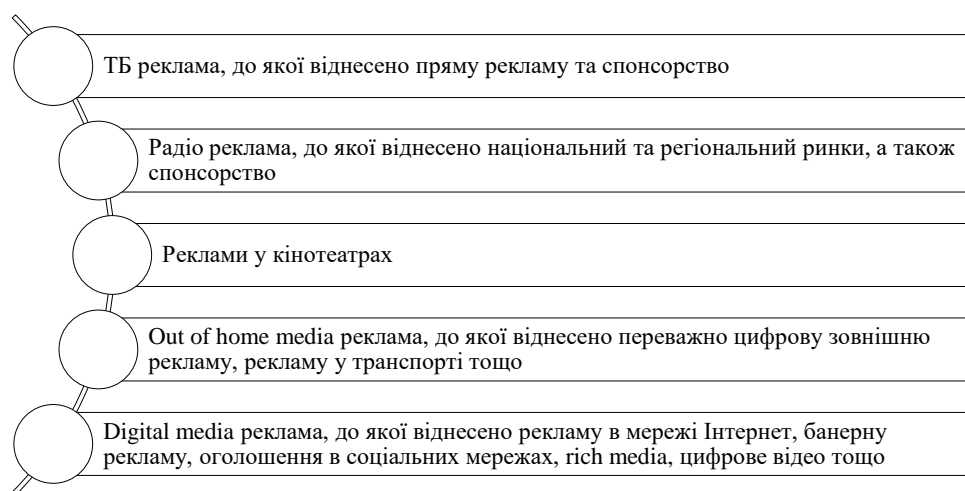 ТБ реклама, до якої віднесено пряму рекламу та спонсорство
Радіо реклама, до якої віднесено національний та регіональний ринки, а також
спонсорство
Реклами у кінотеатрах
Out of home media реклама, до якої віднесено переважно цифрову зовнішню
рекламу, рекламу у транспорті тощо
Digital media реклама, до якої віднесено рекламу в мережі Інтернет, банерну
рекламу, оголошення в соціальних мережах, rich media, цифрове відео тощо